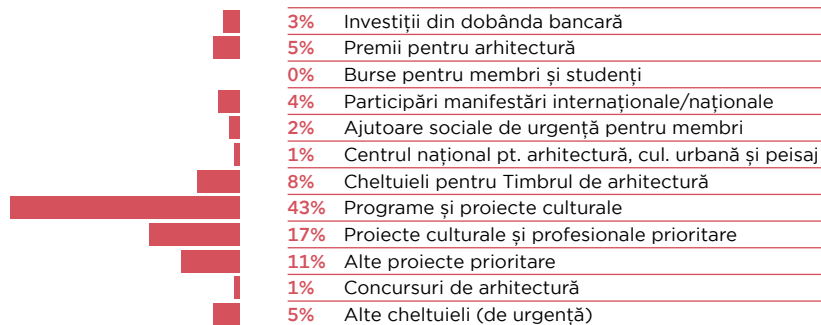 3% Investiții din dobânda bancară
5% Premii pentru arhitectură
0% Burse pentru membri și studenți
4% Participări manifestări internaționale/naționale
2% Ajutoare sociale de urgență pentru membri
1% Centrul național pt. arhitectură, cul. urbană și peisaj
8% Cheltuieli pentru Timbrul de arhitectură
43% Programe și proiecte culturale
17% Proiecte culturale și profesionale prioritare
11% Alte proiecte prioritare
1% Concursuri de arhitectură
5% Alte cheltuieli (de urgență)